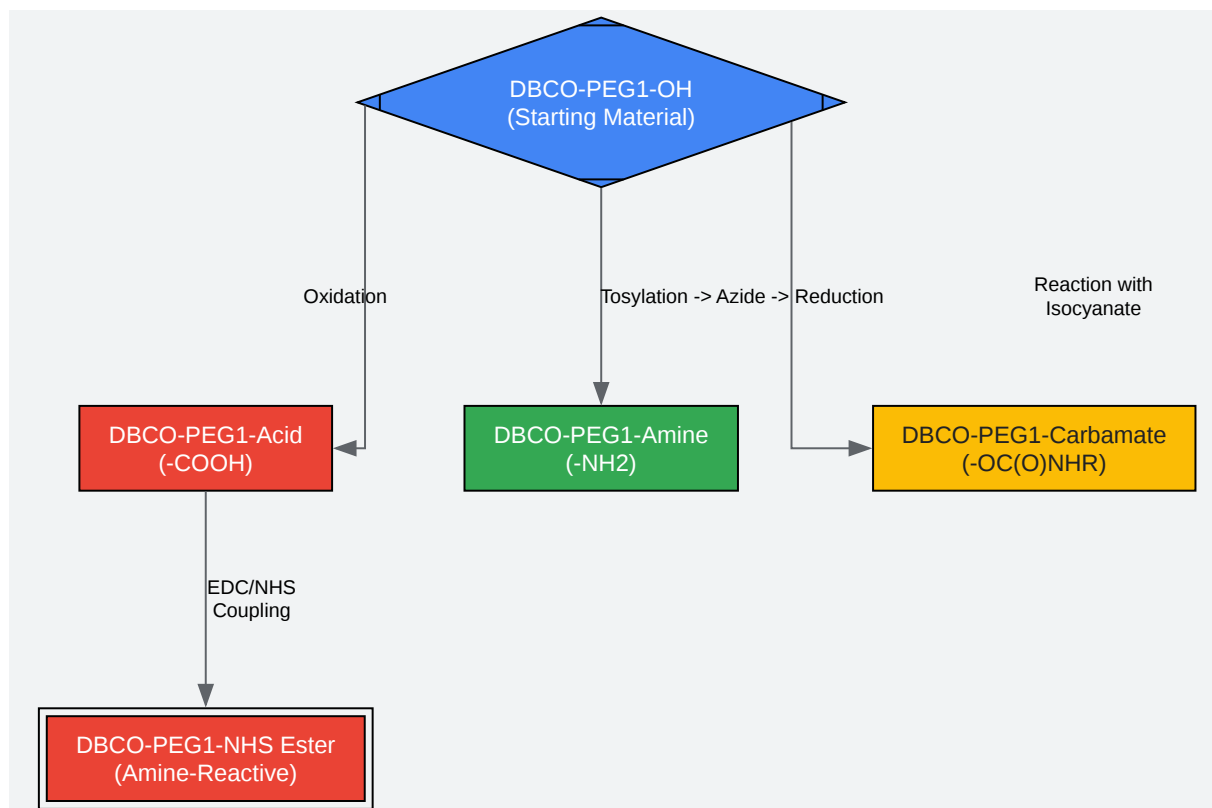 DBCO-PEG1-OH
(Starting Material)
Oxidation
Tosylation -> Azide -> Reduction
Reaction with
Isocyanate
DBCO-PEG1-Acid
(-COOH)
DBCO-PEG1-Amine
(-NH2)
DBCO-PEG1-Carbamate
(-OC(O)NHR)
EDC/NHS
Coupling
DBCO-PEG1-NHS Ester
(Amine-Reactive)